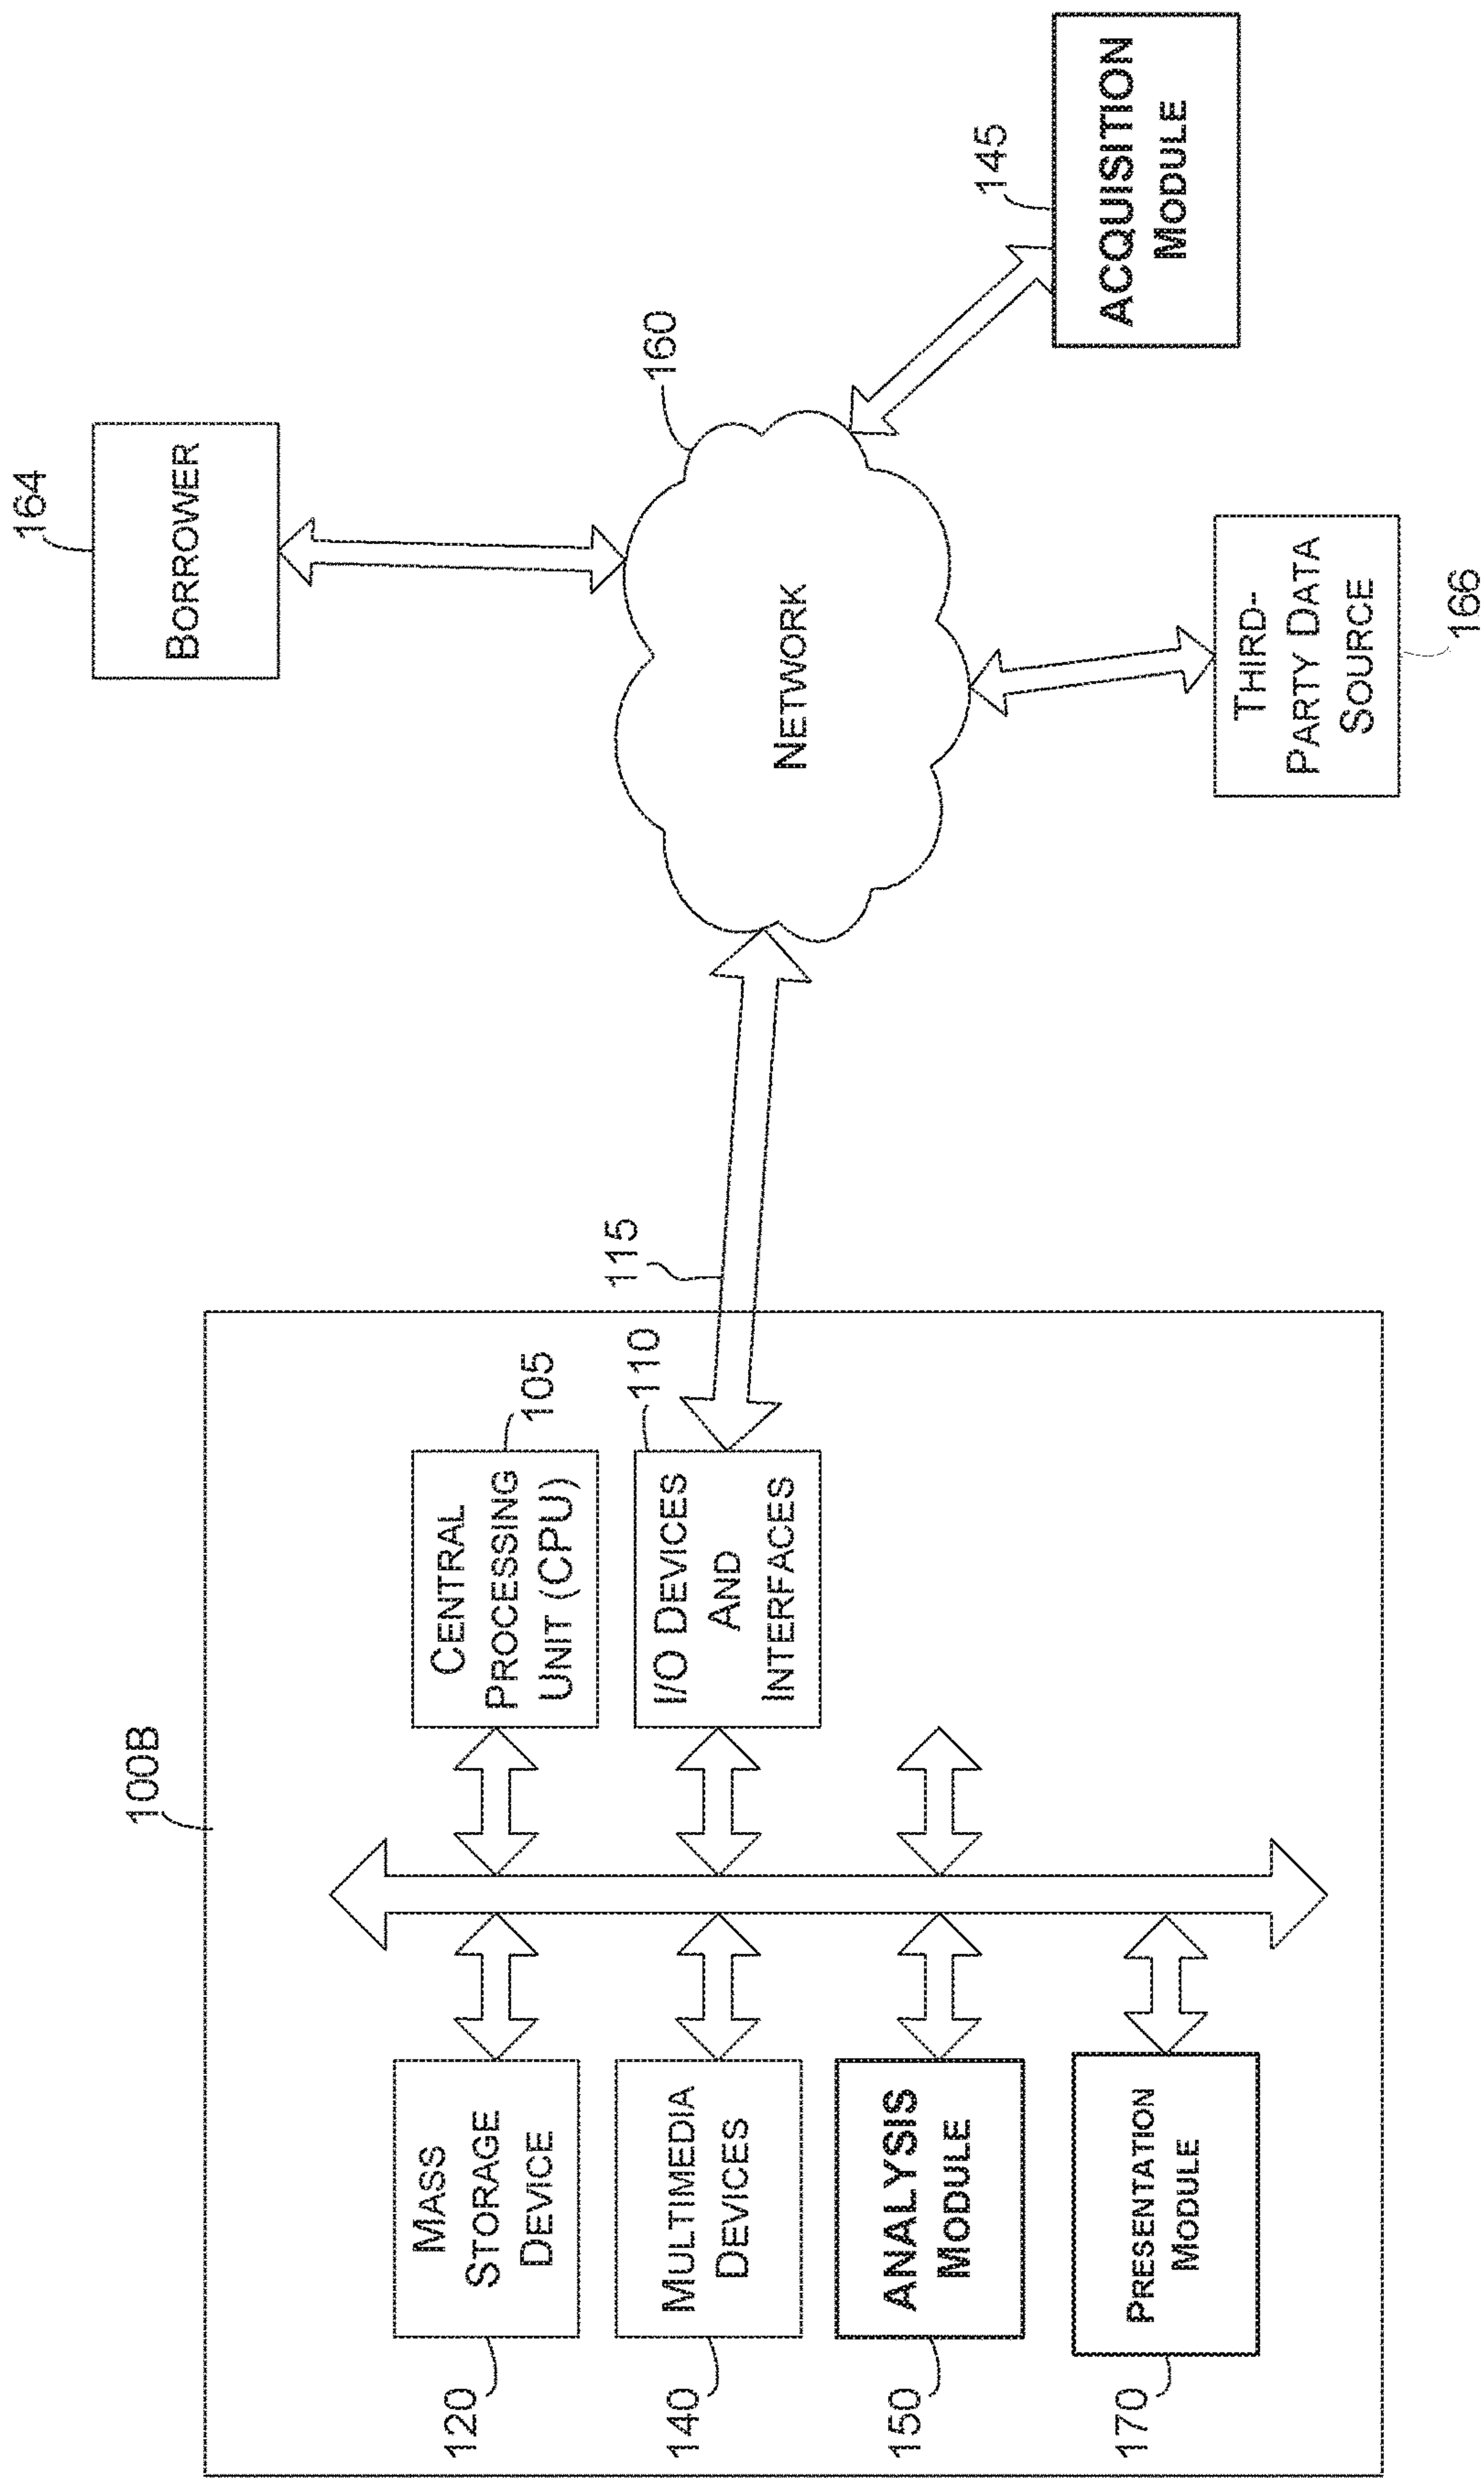 100B
120
MASS
STORAGE
DEVICE
CENTRAL
PROCESSING
UNIT (CPU)
105
140
MULTIMEDIA
DEVICES
I/O DEVICES
AND
INTERFACES
110
115
150
ANALYSIS
MODULE
170
PRESENTATION
MODULE
164
BORROWER
160
NETWORK
145
ACQUISITION
MODULE
THIRD-
PARTY DATA
SOURCE
166